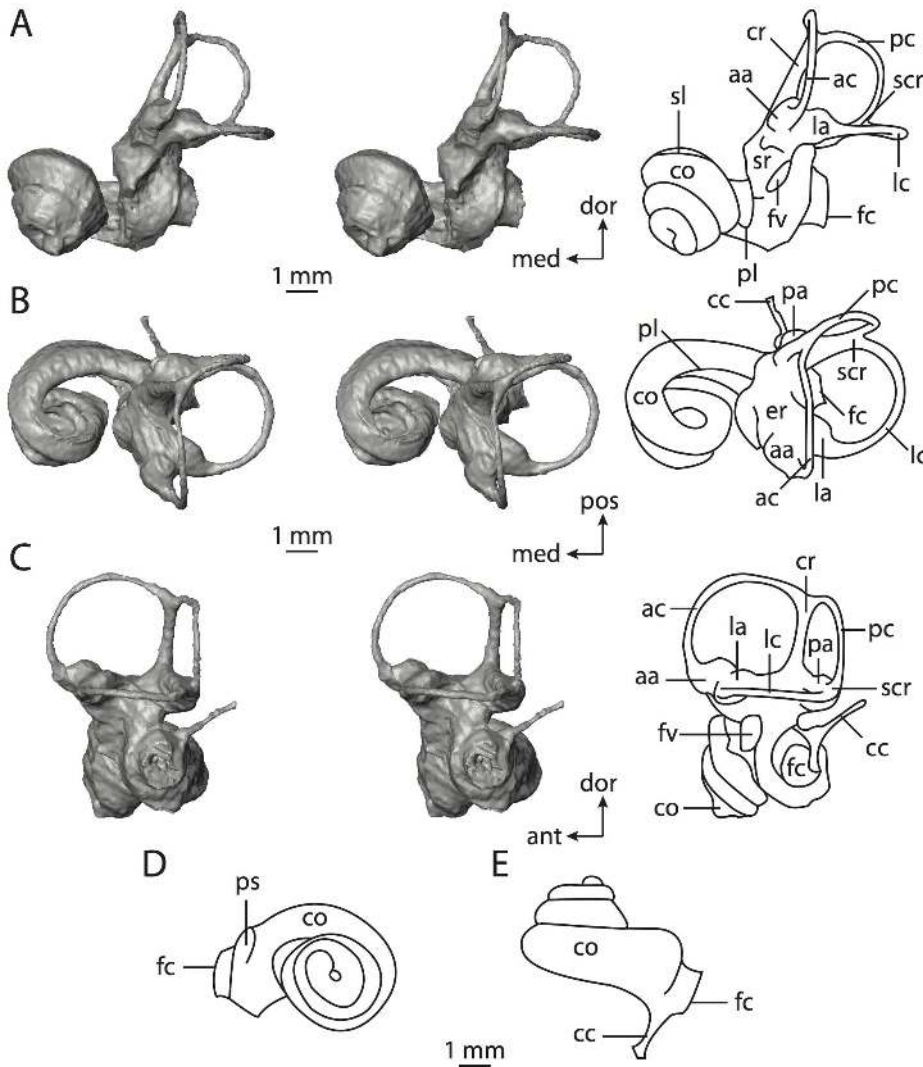 A
cr
pc
aa
ac
scr
sl
la
co
sr
lc
dor
fv
fc
med
1 mm
pl
B
cc
pa
pc
pl
scr
co
er
fc
aa
lc
pos
ac
la
1 mm
med
C
cr
ac
la
lc
pa
pc
aa
scr
fv
cc
dor
fc
ant
co
D
E
ps
co
co
fc
fc
cc
1 mm